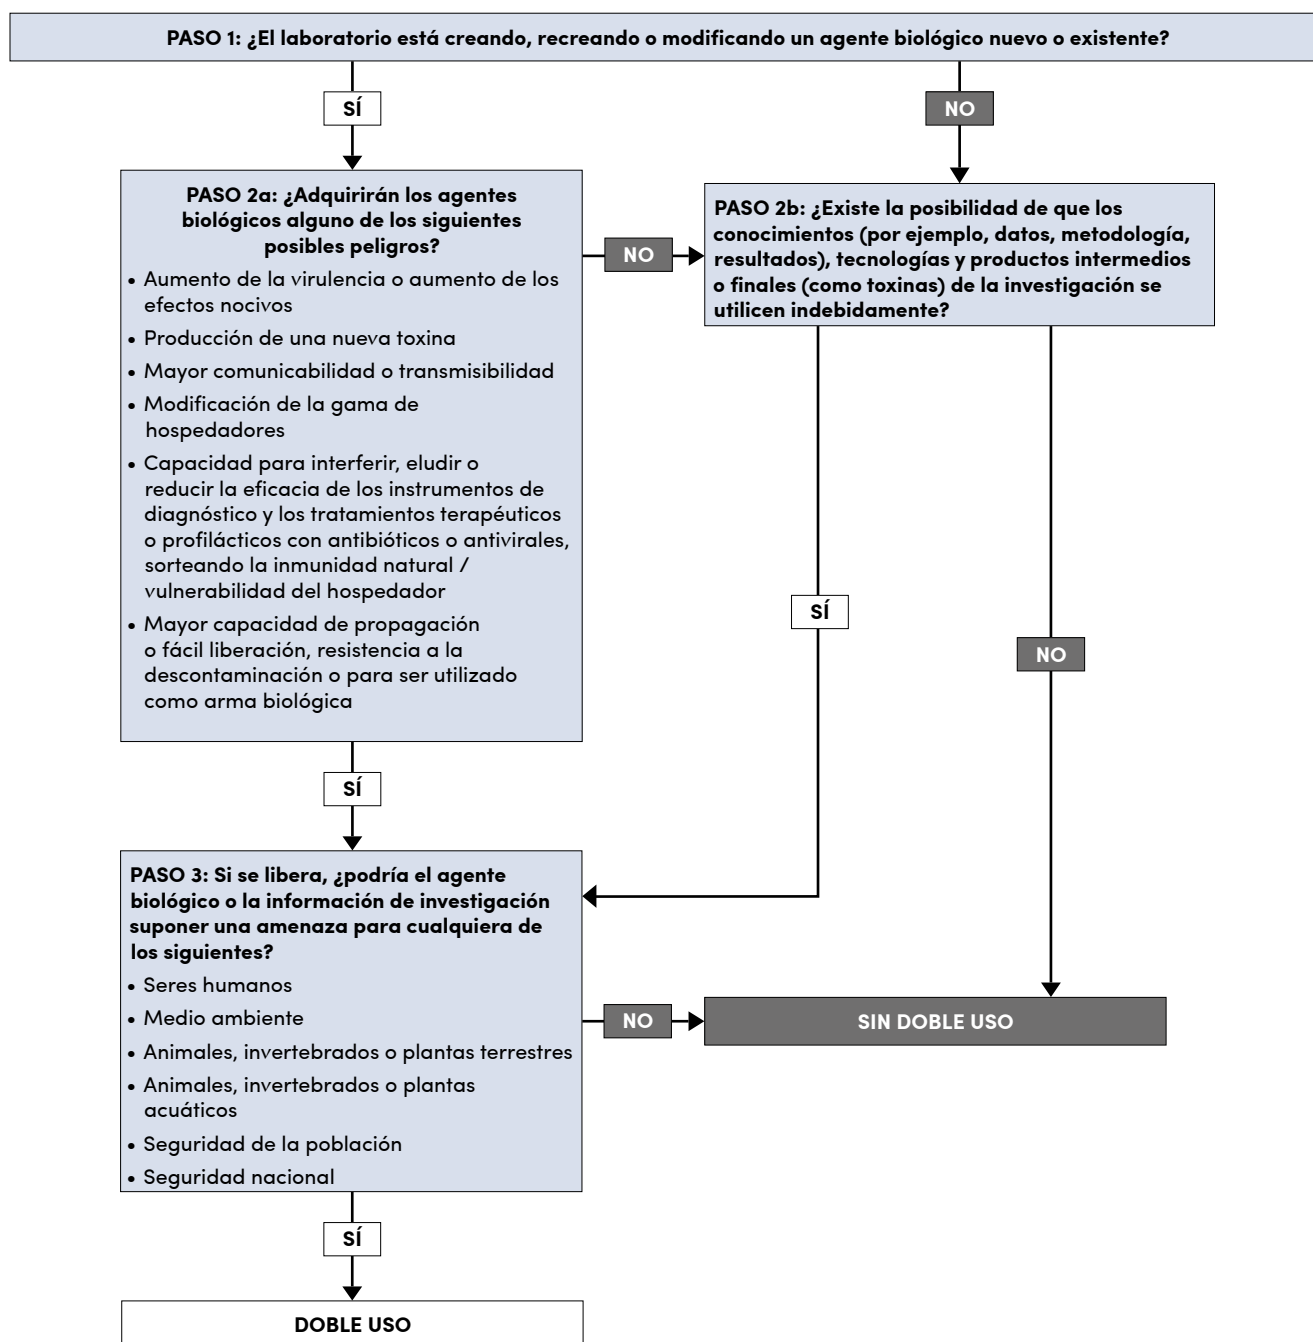 PASO 1: ¿El laboratorio está creando, recreando o modificando un agente biológico nuevo o existente?
SÍ
NO
PASO 2a: ¿Adquirirán los agentes
biológicos alguno de los siguientes
posibles peligros?
• Aumento de la virulencia o aumento de los
efectos nocivos
• Producción de una nueva toxina
• Mayor comunicabilidad o transmisibilidad
• Modificación de la gama de
hospedadores
• Capacidad para interferir, eludir o
reducir la eficacia de los instrumentos de
diagnóstico y los tratamientos terapéuticos
o profilácticos con antibióticos o antivirales,
sorteando la inmunidad natural /
vulnerabilidad del hospedador
• Mayor capacidad de propagación
o fácil liberación, resistencia a la
descontaminación o para ser utilizado
como arma biológica
NO
PASO 2b: ¿Existe la posibilidad de que los
conocimientos (por ejemplo, datos, metodología,
resultados), tecnologías y productos intermedios
o finales (como toxinas) de la investigación se
utilicen indebidamente?
SÍ
NO
SÍ
PASO 3: Si se libera, ¿podría el agente
biológico o la información de investigación
suponer una amenaza para cualquiera de
los siguientes?
• Seres humanos
• Medio ambiente
• Animales, invertebrados o plantas terrestres
• Animales, invertebrados o plantas
acuáticos
• Seguridad de la población
• Seguridad nacional
NO
SIN DOBLE USO
SÍ
DOBLE USO